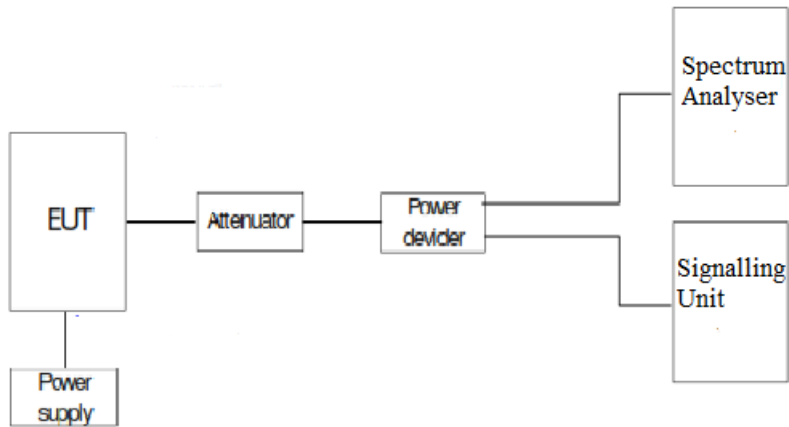 Spectrum
Analyser
EUT
Attenuator
Power
devider
Signalling
Unit
Power
supply